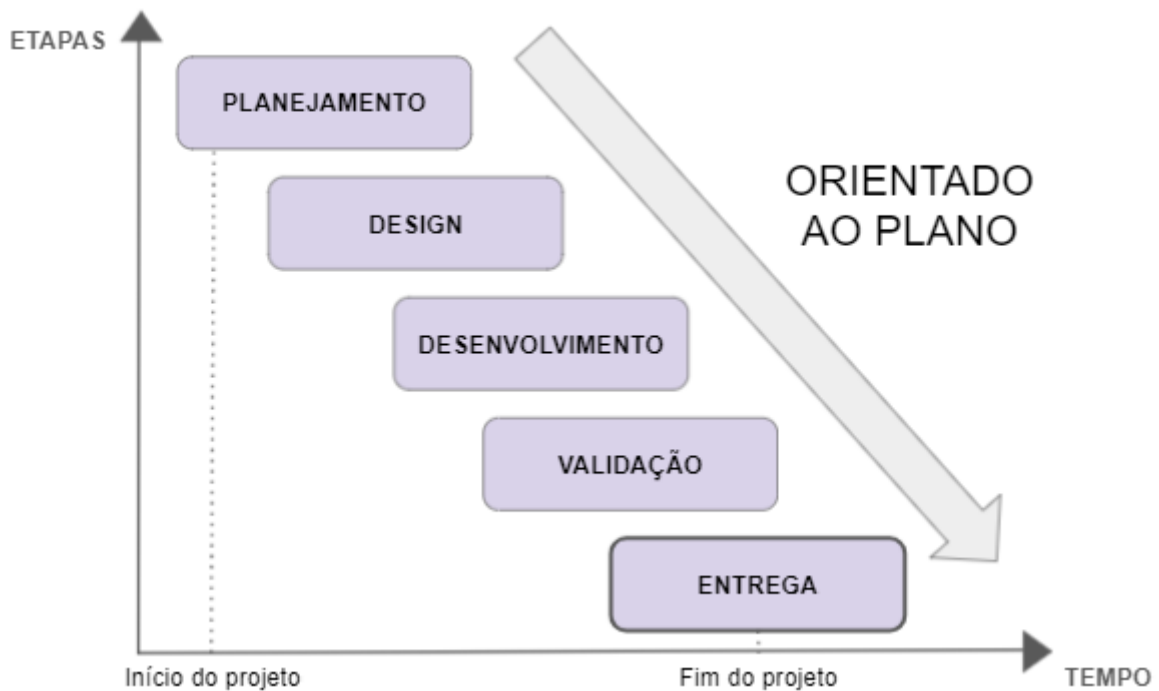 ETAPAS
PLANEJAMENTO
DESIGN
ORIENTADO
AO PLANO
DESENVOLVIMENTO
VALIDAÇÃO
ENTREGA
Início do projeto
Fim do projeto
TEMPO